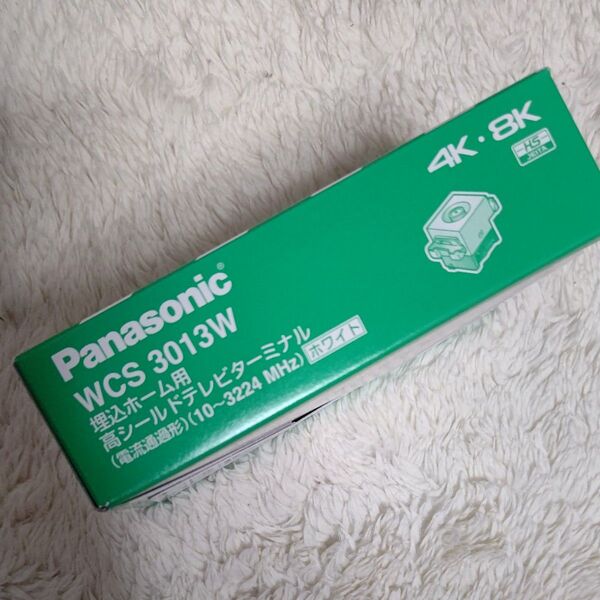 Panasonic®
WCS 3013W
埋込ホーム用
高シールドテレビターミナル
(電流通過形)(10～3224 MHz) ホワイト
4K・8K
HS
JEITA